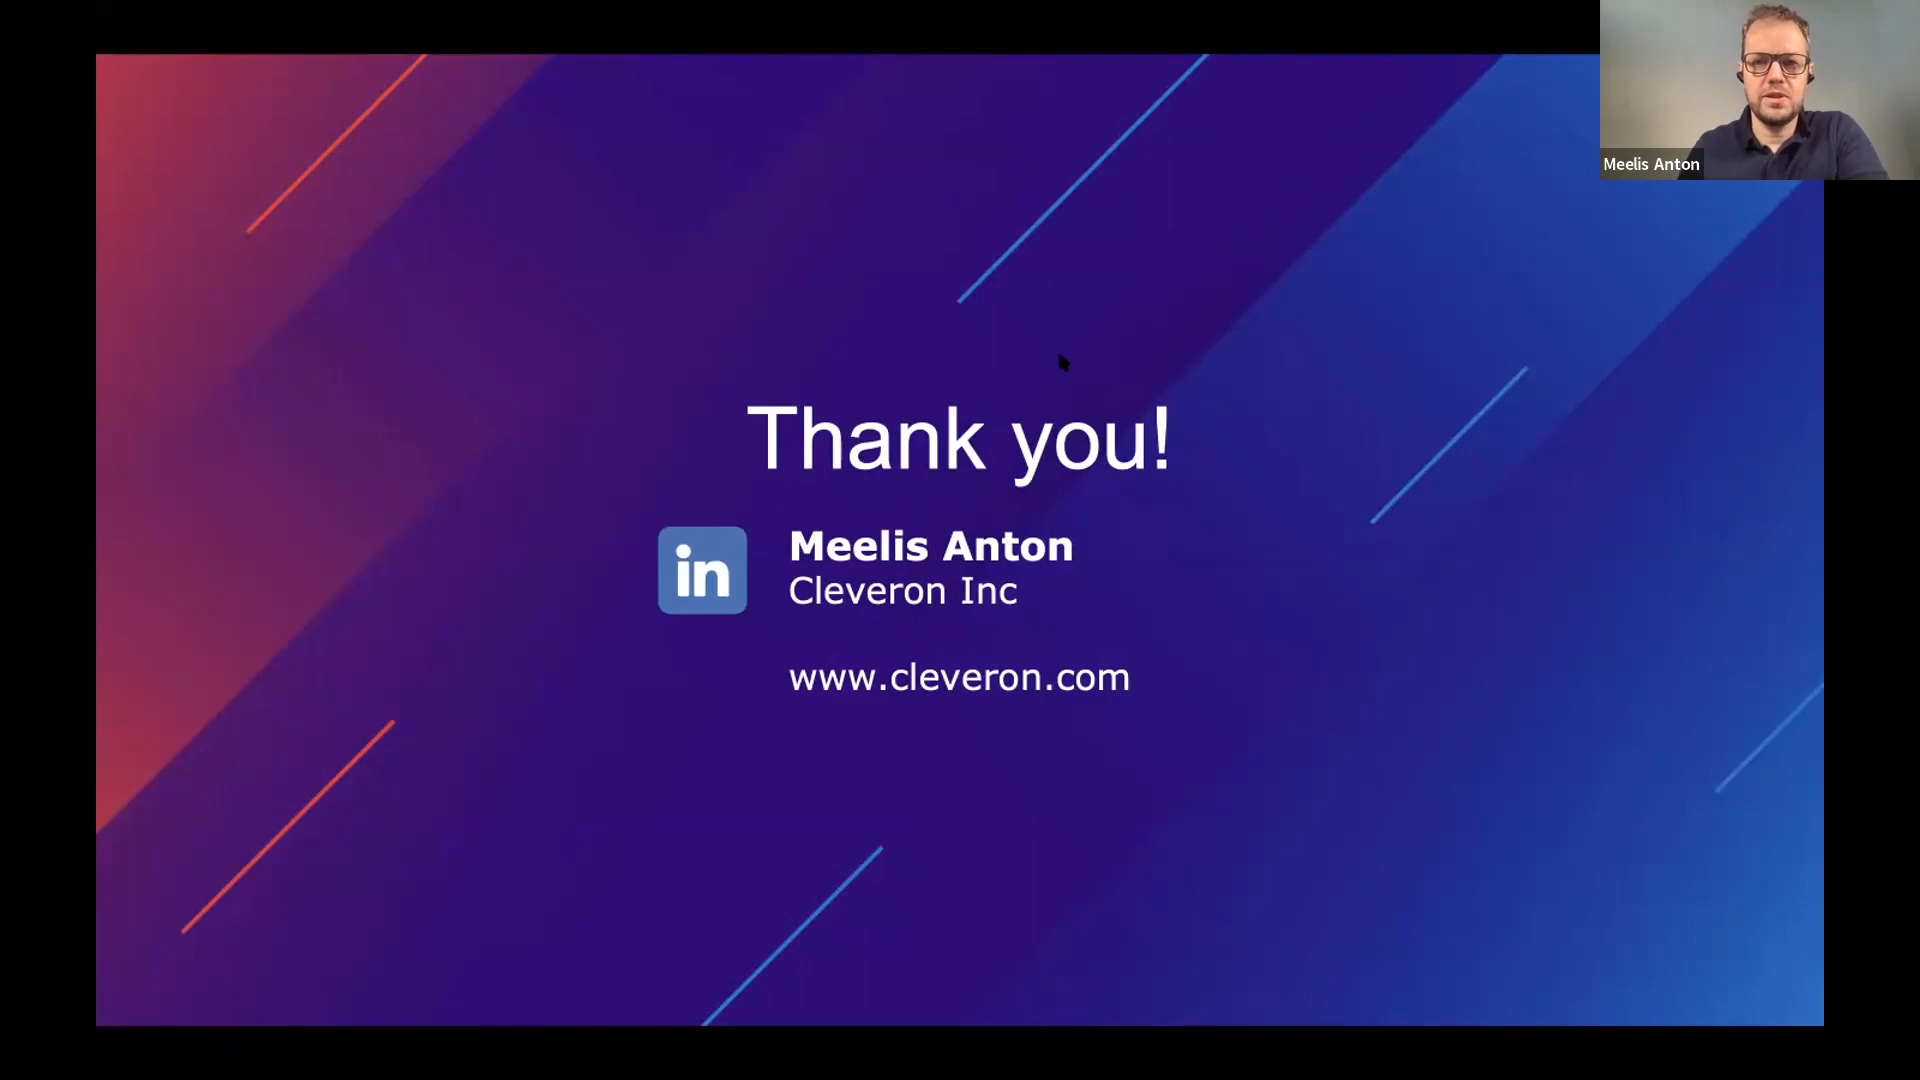 Meelis Anton
Thank you!
in
Meelis Anton
Cleveron Inc
www.cleveron.com